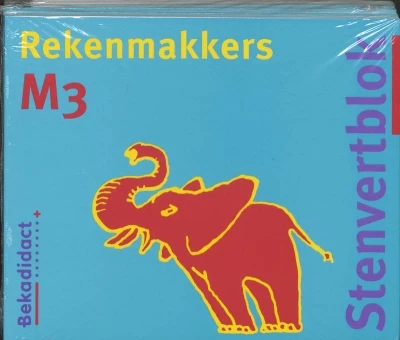 Rekenmakkers
M3
Stenvertblok
Bekadidact